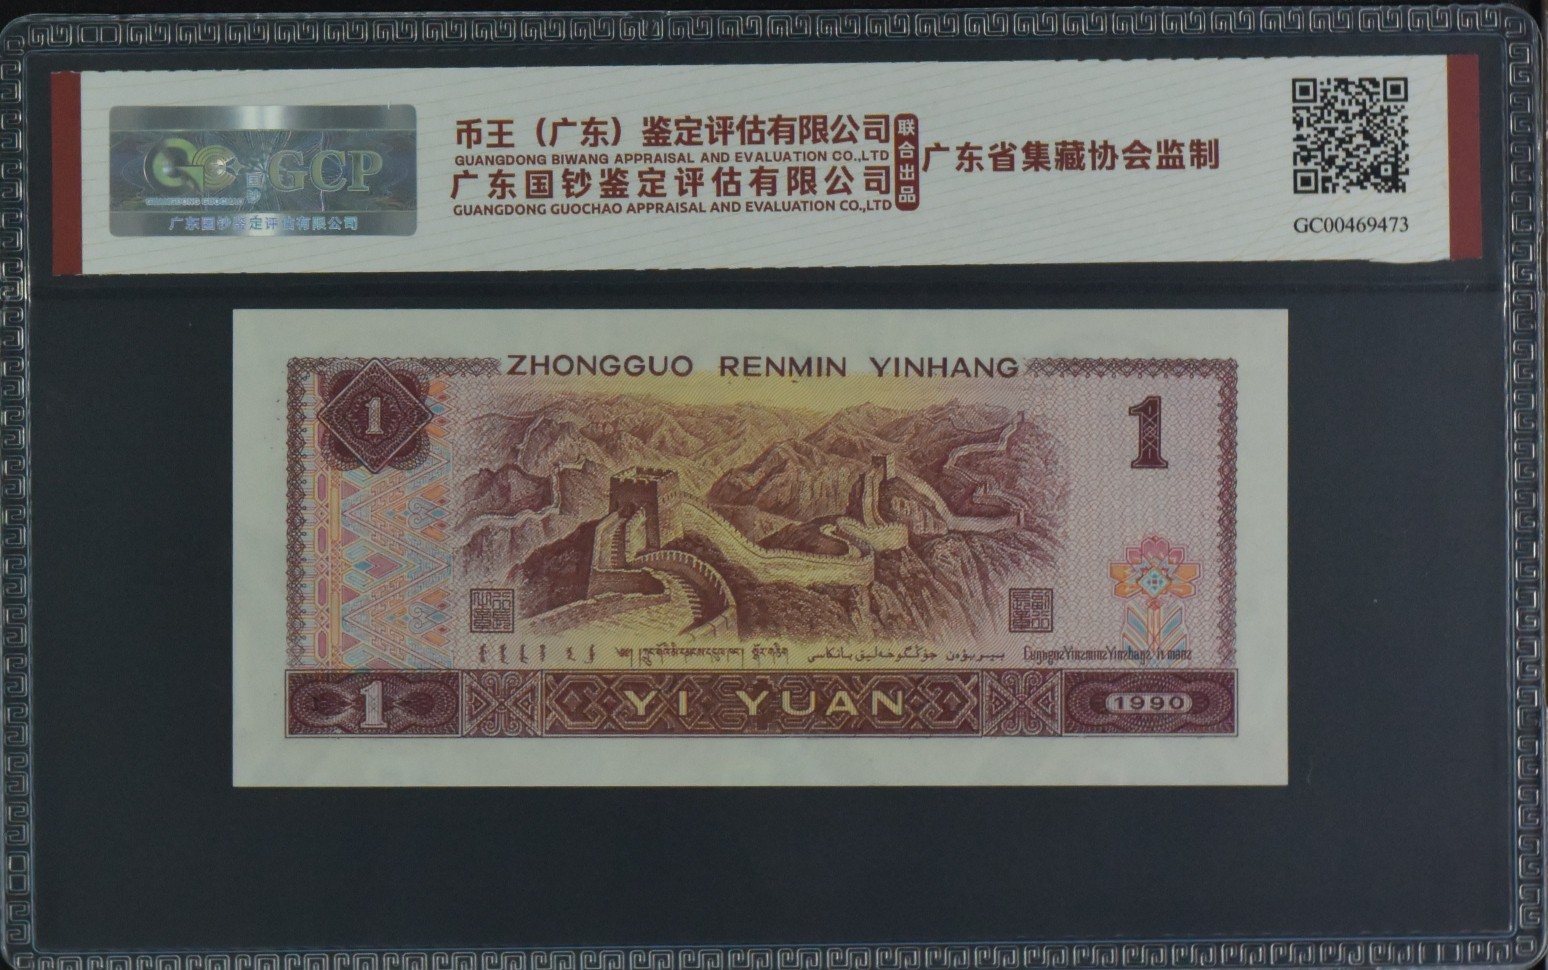 GCP
广东国钞鉴定评估有限公司
币王（广东）鉴定评估有限公司
GUANGDONG BIWANG APPRAISAL AND EVALUATION CO.,LTD
广东国钞鉴定评估有限公司
GUANGDONG GUOCHAO APPRAISAL AND EVALUATION CO.,LTD
联合出品
广东省集藏协会监制
GC00469473
ZHONGGUO RENMIN YINHANG
1
1
1
YI YUAN
1990